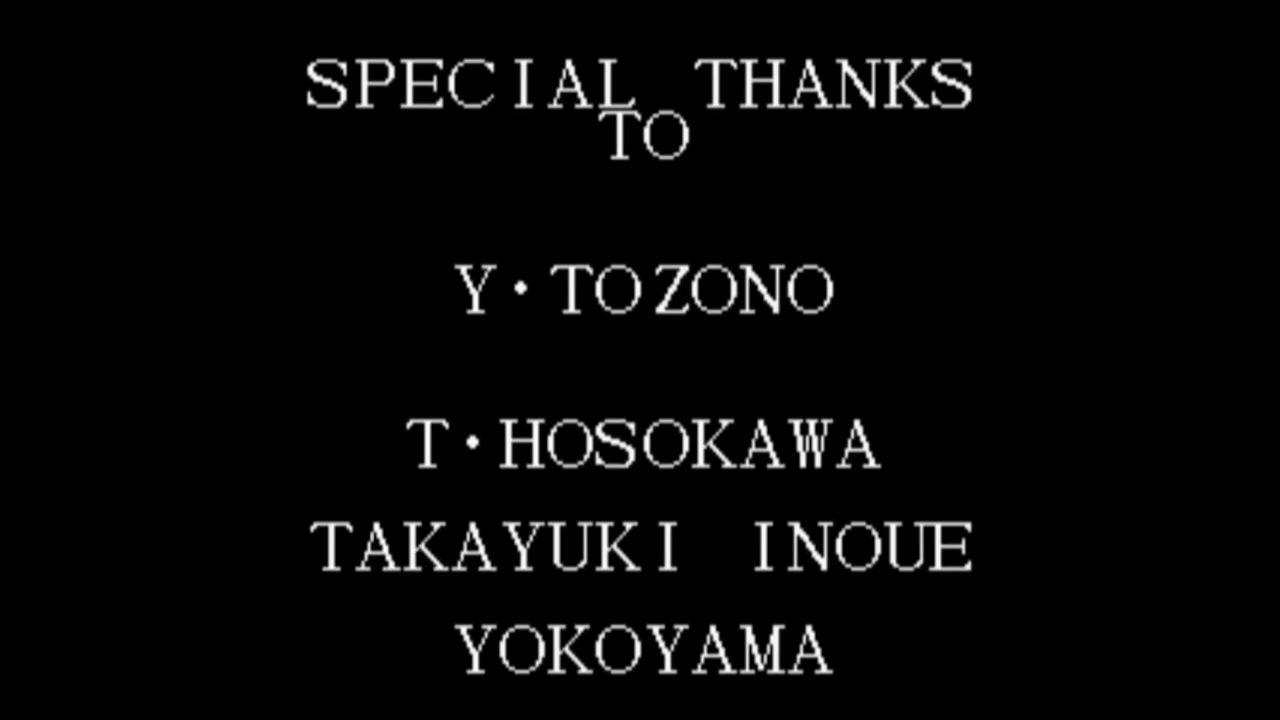 SPECIAL THANKS
TO
Y・TOZONO
T・HOSOKAWA
TAKAYUKI INOUE
YOKOYAMA